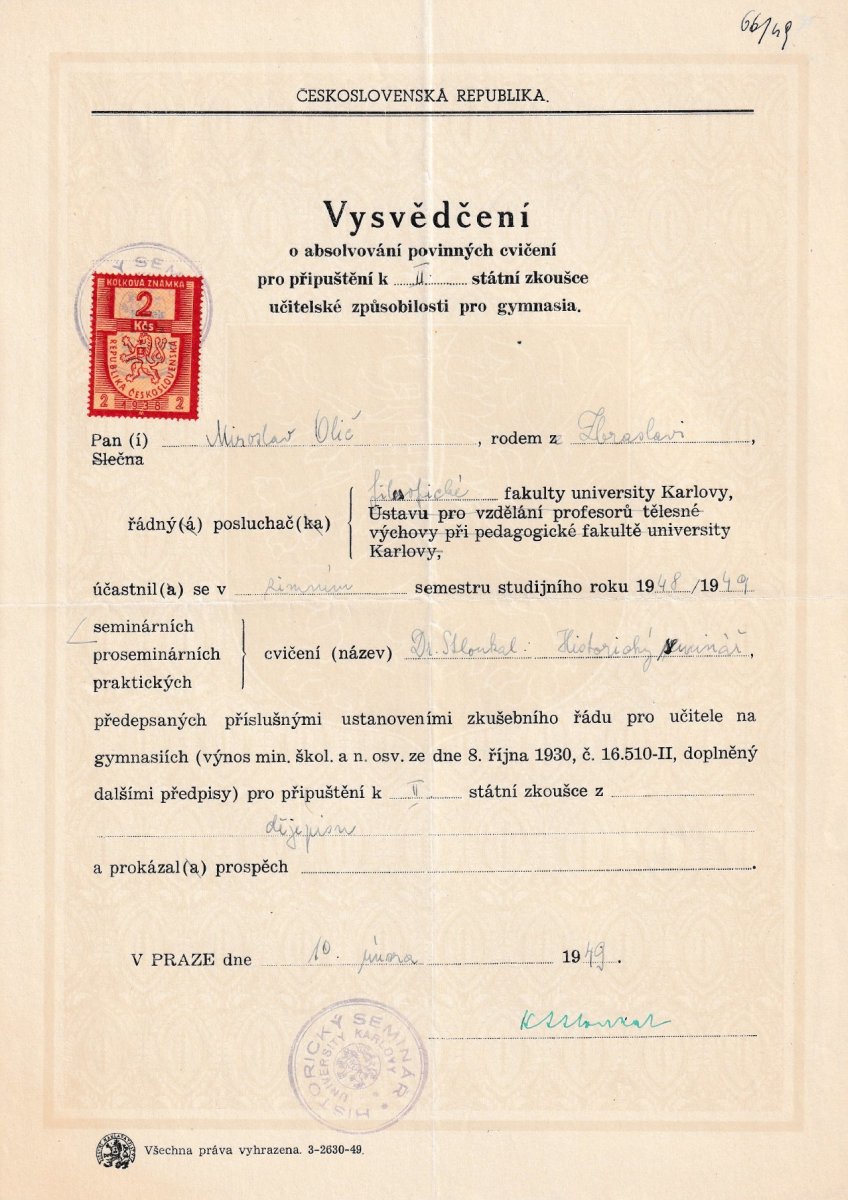 66/49
ČESKOSLOVENSKÁ REPUBLIKA.
Vysvědčení
o absolvování povinných cvičení
pro připuštění k II. státní zkoušce
učitelské způsobilosti pro gymnasia.
KOLKOVÁ ZNÁMKA
2
Kčs
REPUBLIKA ČESKOSLOVENSKÁ
2 1938 2
Pan (í) Miroslav Olič, rodem z Zbraslavi,
Slečna
filosofické fakulty university Karlovy,
řádný(á) posluchač(ka)
Ústavu pro vzdělání profesorů tělesné
výchovy při pedagogické fakultě university
Karlovy,
účastnil(a) se v zimním semestru studijního roku 1948/1949
seminárních
proseminárních
praktických
cvičení (název) Dr. Stloukal: Historický seminář,
předepsaných příslušnými ustanoveními zkušebního řádu pro učitele na
gymnasiích (výnos min. škol. a n. osv. ze dne 8. října 1930, č. 16.510-II, doplněný
dalšími předpisy) pro připuštění k II státní zkoušce z
dějepisu
a prokázal(a) prospěch .
V PRAZE dne 10. února 1949.
KStloukal
HISTORICKÝ SEMINÁŘ
UNIVERSITY KARLOVY
Všechna práva vyhrazena. 3-2630-49.